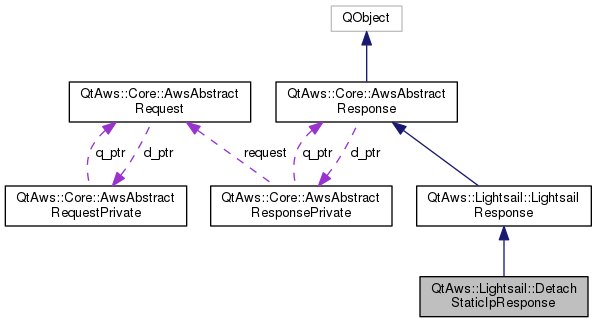 QObject
QtAws::Core::AwsAbstract
Request
QtAws::Core::AwsAbstract
Response
q_ptr
d_ptr
request
q_ptr
d_ptr
QtAws::Core::AwsAbstract
RequestPrivate
QtAws::Core::AwsAbstract
ResponsePrivate
QtAws::Lightsail::Lightsail
Response
QtAws::Lightsail::Detach
StaticIpResponse